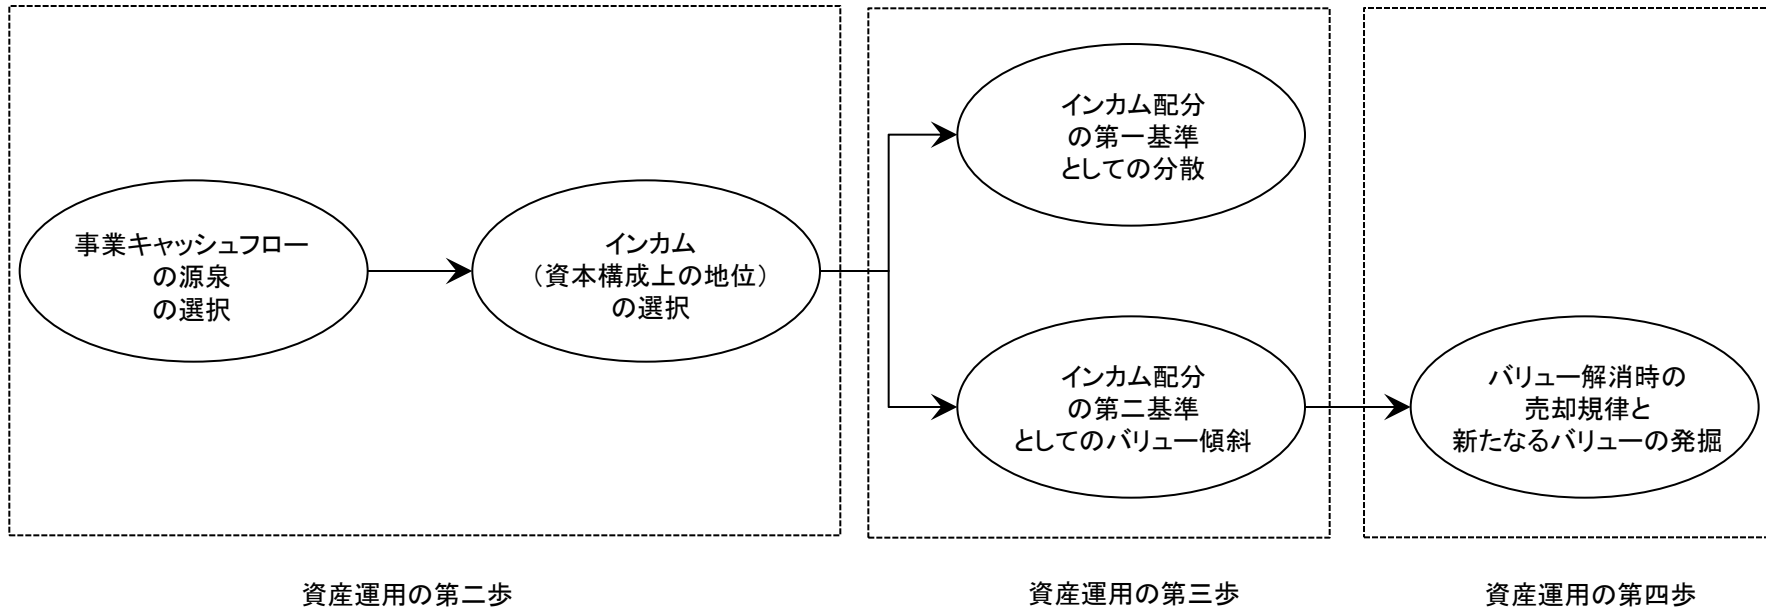 事業キャッシュフロー
の源泉
の選択
インカム
（資本構成上の地位）
の選択
インカム配分
の第一基準
としての分散
インカム配分
の第二基準
としてのバリュー傾斜
バリュー解消時の
売却規律と
新たなるバリューの発掘
資産運用の第二歩
資産運用の第三歩
資産運用の第四歩